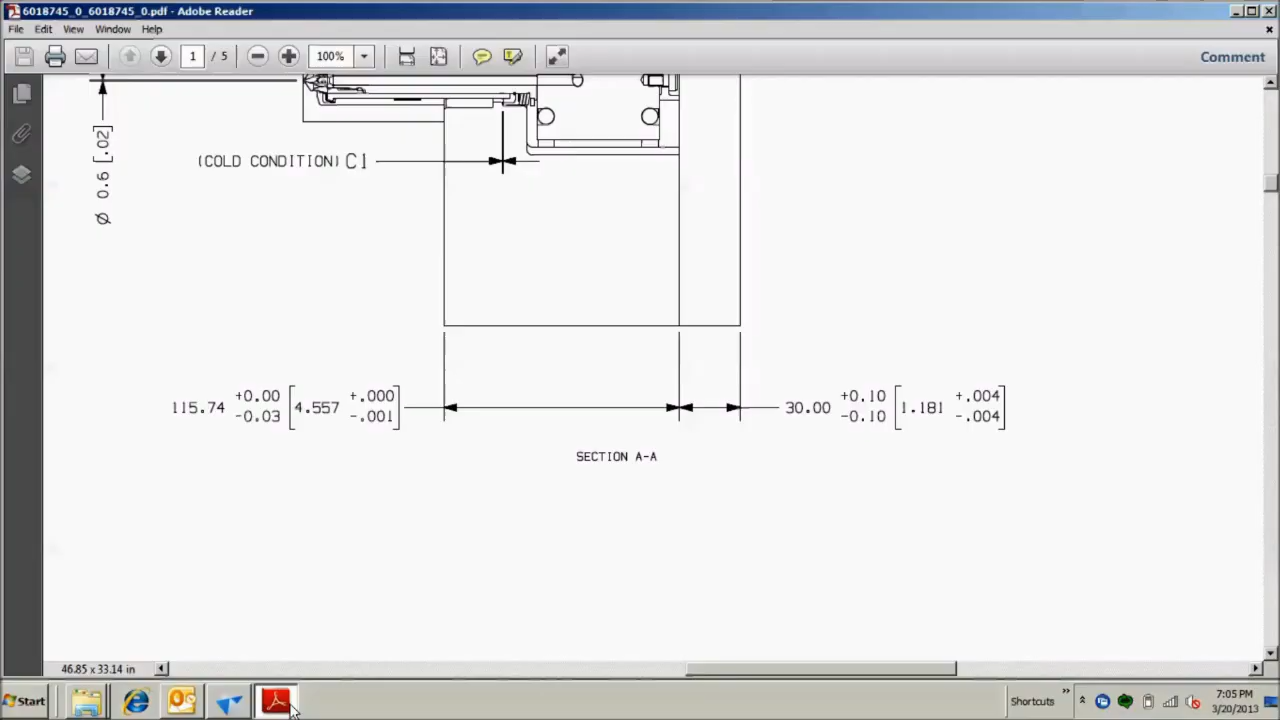 6018745_0_6018745_0.pdf - Adobe Reader
File Edit View Window Help
1 / 5 100% Comment
Ø 0.6 [.02]
(COLD CONDITION) C1
115.74 +0.00 -0.03 [4.557 +.000 -.001]
30.00 +0.10 -0.10 [1.181 +.004 -.004]
SECTION A-A
46.85 x 33.14 in
Start
Shortcuts
7:05 PM
3/20/2013